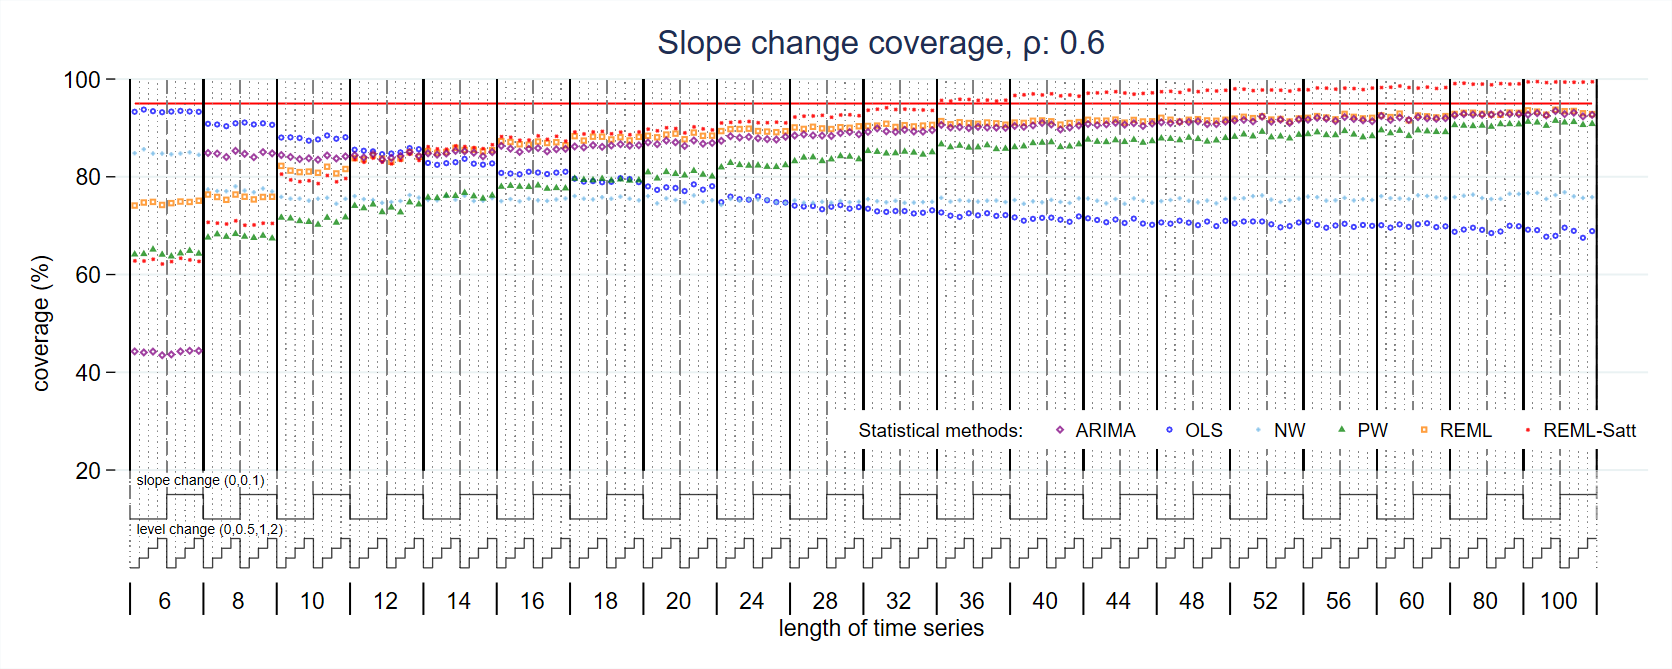 Slope change coverage, ρ: 0.6
100
80
60
40
20
coverage (%)
Statistical methods: ARIMA OLS NW PW REML REML-Satt
slope change (0,0.1)
level change (0,0.5,1,2)
6 8 10 12 14 16 18 20 24 28 32 36 40 44 48 52 56 60 80 100
length of time series